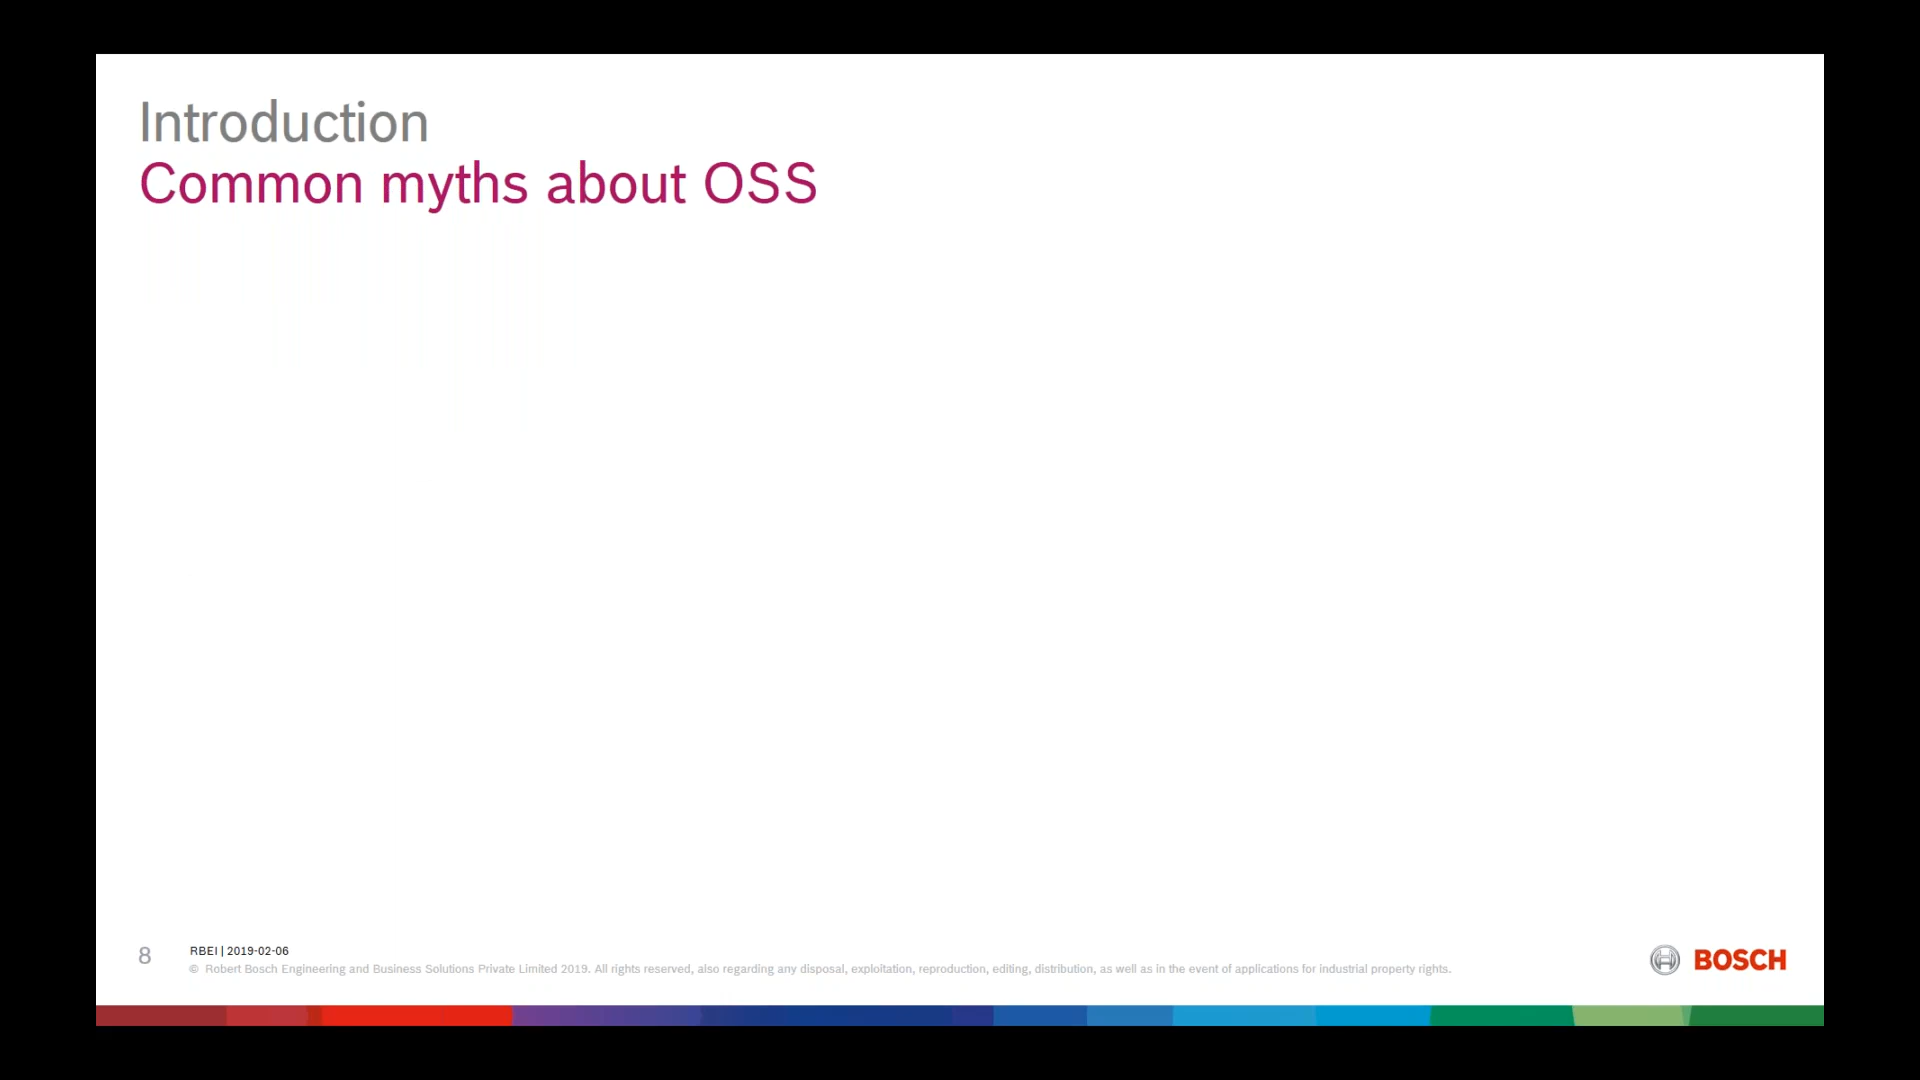 Introduction
Common myths about OSS
8
RBEI | 2019-02-06
© Robert Bosch Engineering and Business Solutions Private Limited 2019. All rights reserved, also regarding any disposal, exploitation, reproduction, editing, distribution, as well as in the event of applications for industrial property rights.
BOSCH